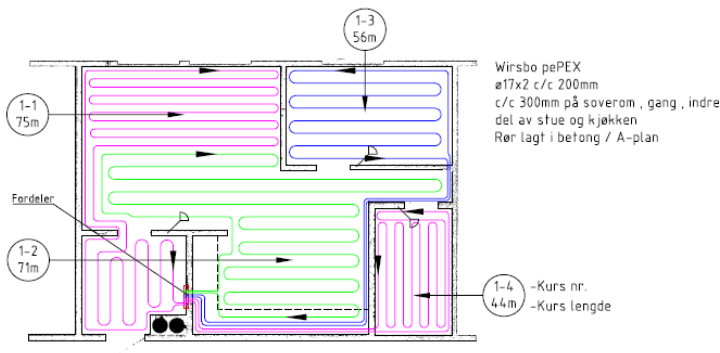 1-3
56m
Wirsbo pePEX
ø17x2 c/c 200mm
c/c 300mm på soverom , gang , indre
del av stue og kjøkken
Rør lagt i betong / A-plan
1-1
75m
Fordeler
1-2
71m
1-4
44m
-Kurs nr.
-Kurs lengde